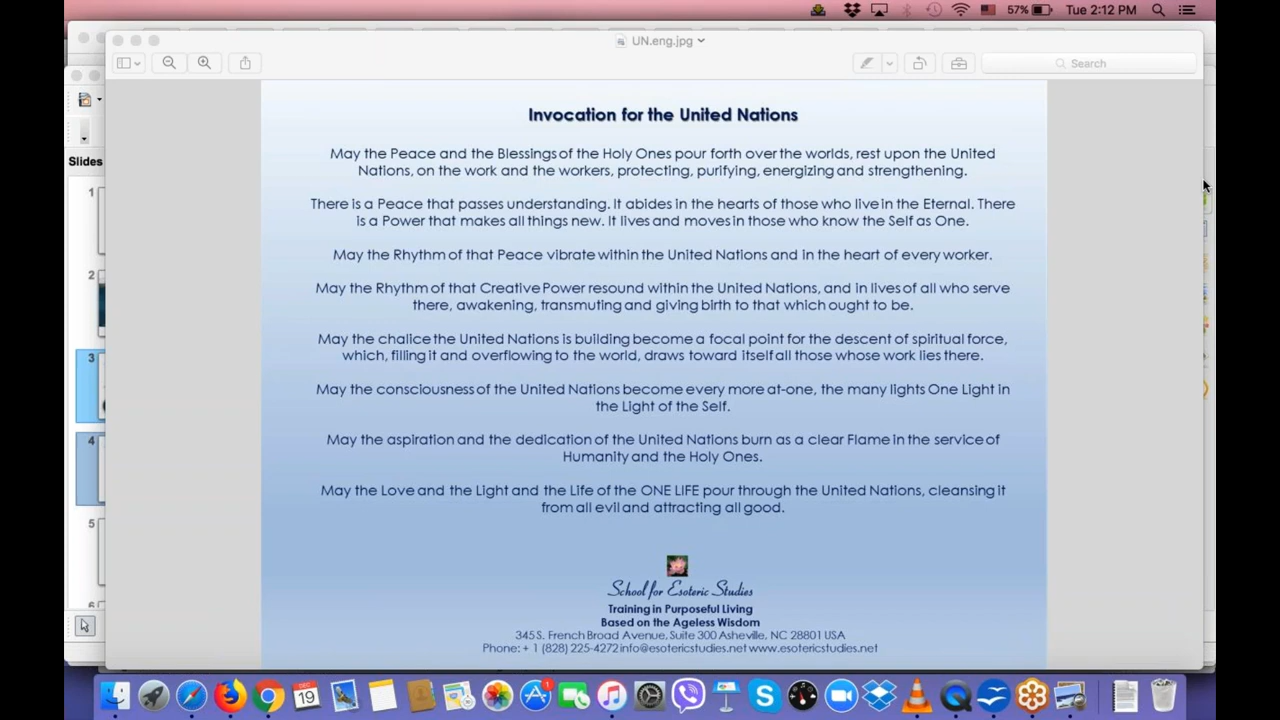 57%
Tue 2:12 PM
UN.eng.jpg
Search
Slides
1
2
3
4
5
6
Invocation for the United Nations
May the Peace and the Blessings of the Holy Ones pour forth over the worlds, rest upon the United
Nations, on the work and the workers, protecting, purifying, energizing and strengthening.
There is a Peace that passes understanding. It abides in the hearts of those who live in the Eternal. There
is a Power that makes all things new. It lives and moves in those who know the Self as One.
May the Rhythm of that Peace vibrate within the United Nations and in the heart of every worker.
May the Rhythm of that Creative Power resound within the United Nations, and in lives of all who serve
there, awakening, transmuting and giving birth to that which ought to be.
May the chalice the United Nations is building become a focal point for the descent of spiritual force,
which, filling it and overflowing to the world, draws toward itself all those whose work lies there.
May the consciousness of the United Nations become every more at-one, the many lights One Light in
the Light of the Self.
May the aspiration and the dedication of the United Nations burn as a clear Flame in the service of
Humanity and the Holy Ones.
May the Love and the Light and the Life of the ONE LIFE pour through the United Nations, cleansing it
from all evil and attracting all good.
School for Esoteric Studies
Training in Purposeful Living
Based on the Ageless Wisdom
345 S. French Broad Avenue, Suite 300 Asheville, NC 28801 USA
Phone: + 1 (828) 225-4272 info@esotericstudies.net www.esotericstudies.net
DEC
19
1